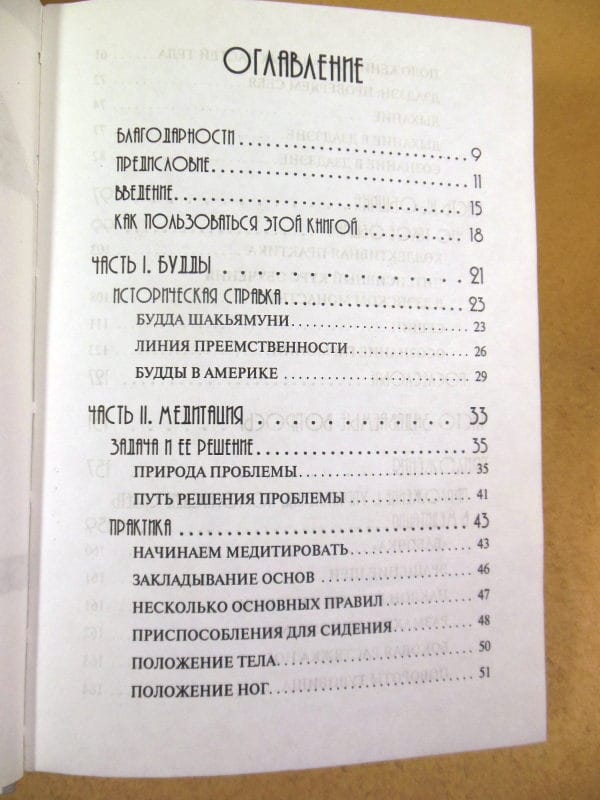 ОГЛАВЛЕНИЕ
БЛАГОДАРНОСТИ 9
ПРЕДИСЛОВИЕ 11
ВВЕДЕНИЕ 15
КАК ПОЛЬЗОВАТЬСЯ ЭТОЙ КНИГОЙ 18
ЧАСТЬ I. БУДДЫ 21
ИСТОРИЧЕСКАЯ СПРАВКА 23
БУДДА ШАКЬЯМУНИ 23
ЛИНИЯ ПРЕЕМСТВЕННОСТИ 26
БУДДЫ В АМЕРИКЕ 29
ЧАСТЬ II. МЕДИТАЦИЯ 33
ЗАДАЧА И ЕЕ РЕШЕНИЕ 35
ПРИРОДА ПРОБЛЕМЫ 35
ПУТЬ РЕШЕНИЯ ПРОБЛЕМЫ 41
ПРАКТИКА 43
НАЧИНАЕМ МЕДИТИРОВАТЬ 43
ЗАКЛАДЫВАНИЕ ОСНОВ 46
НЕСКОЛЬКО ОСНОВНЫХ ПРАВИЛ 47
ПРИСПОСОБЛЕНИЯ ДЛЯ СИДЕНИЯ 48
ПОЛОЖЕНИЕ ТЕЛА 50
ПОЛОЖЕНИЕ НОГ 51